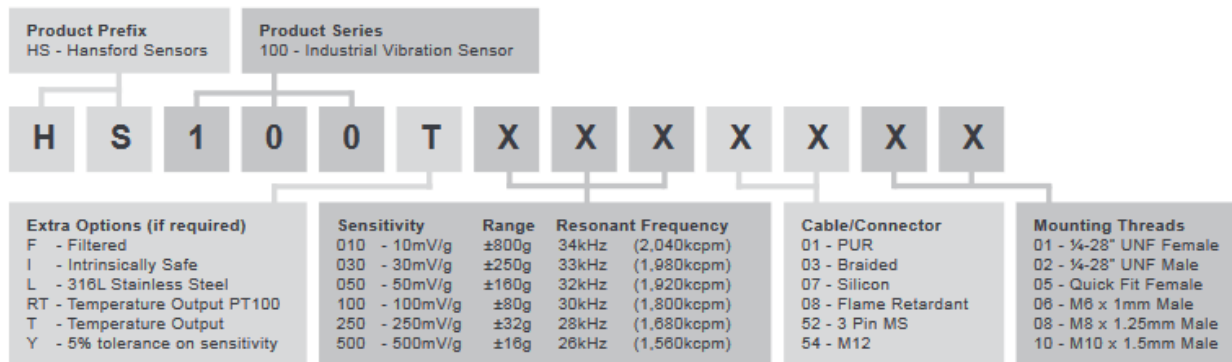 Product Prefix
HS - Hansford Sensors
Product Series
100 - Industrial Vibration Sensor
H S 1 0 0 T X X X X X X X
Extra Options (if required)
F - Filtered
I - Intrinsically Safe
L - 316L Stainless Steel
RT - Temperature Output PT100
T - Temperature Output
Y - 5% tolerance on sensitivity
Sensitivity Range Resonant Frequency
010 - 10mV/g ±800g 34kHz (2,040kcpm)
030 - 30mV/g ±250g 33kHz (1,980kcpm)
050 - 50mV/g ±160g 32kHz (1,920kcpm)
100 - 100mV/g ±80g 30kHz (1,800kcpm)
250 - 250mV/g ±32g 28kHz (1,680kcpm)
500 - 500mV/g ±16g 26kHz (1,560kcpm)
Cable/Connector
01 - PUR
03 - Braided
07 - Silicon
08 - Flame Retardant
52 - 3 Pin MS
54 - M12
Mounting Threads
01 - ¼-28" UNF Female
02 - ¼-28" UNF Male
05 - Quick Fit Female
06 - M6 x 1mm Male
08 - M8 x 1.25mm Male
10 - M10 x 1.5mm Male